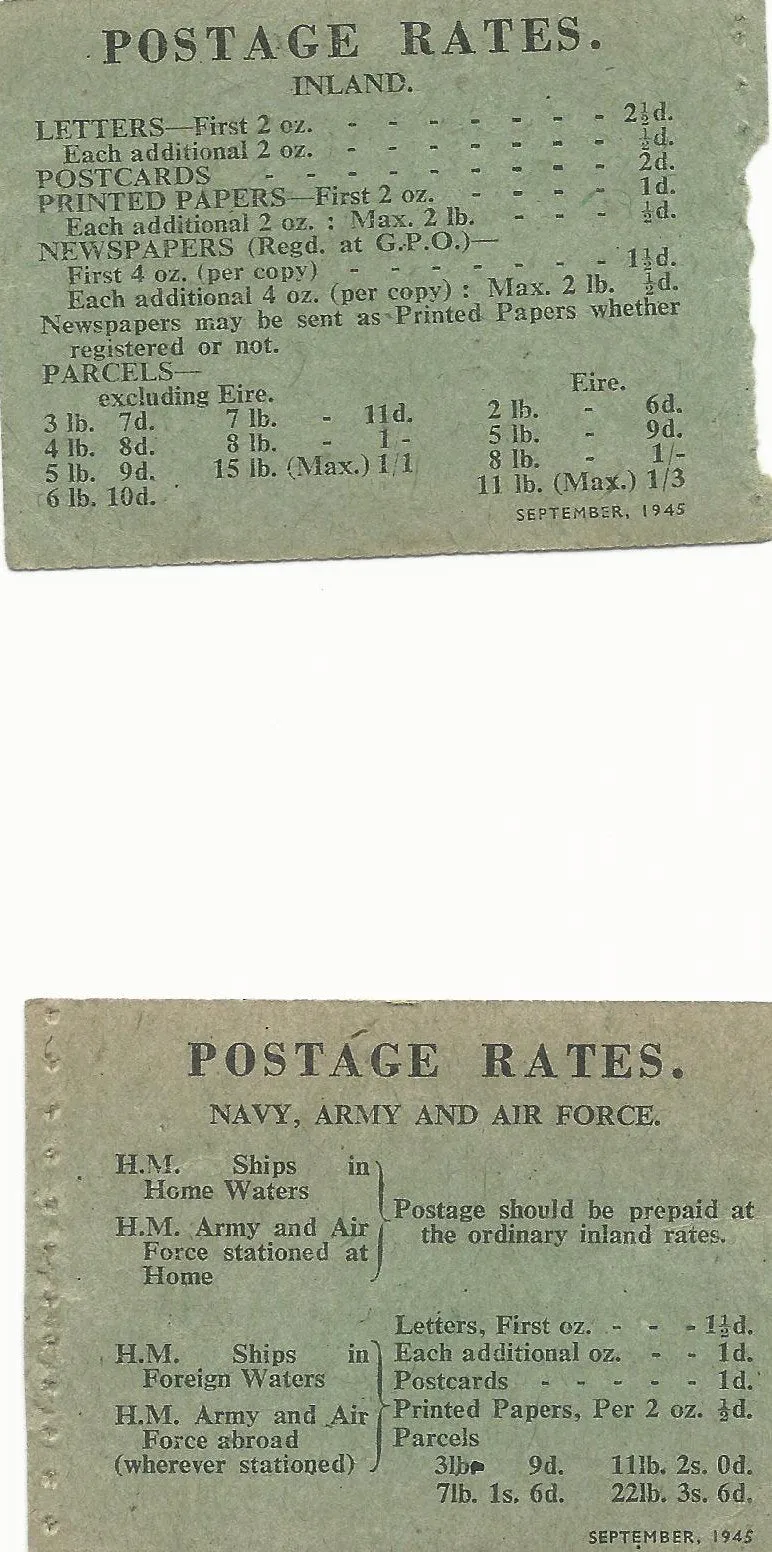 POSTAGE RATES.
INLAND.
LETTERS—First 2 oz. - - - - - - - 2½d.
Each additional 2 oz. - - - - - - - ½d.
POSTCARDS - - - - - - - - - 2d.
PRINTED PAPERS—First 2 oz. - - - - 1d.
Each additional 2 oz. : Max. 2 lb. - - - ½d.
NEWSPAPERS (Regd. at G.P.O.)—
First 4 oz. (per copy) - - - - - - - 1½d.
Each additional 4 oz. (per copy) : Max. 2 lb. ½d.
Newspapers may be sent as Printed Papers whether
registered or not.
PARCELS—
excluding Eire. Eire.
3 lb. 7d. 7 lb. - 11d. 2 lb. - 6d.
4 lb. 8d. 8 lb. - 1/- 5 lb. - 9d.
5 lb. 9d. 15 lb. (Max.) 1/1 8 lb. - 1/-
6 lb. 10d. 11 lb. (Max.) 1/3
SEPTEMBER, 1945
POSTAGE RATES.
NAVY, ARMY AND AIR FORCE.
H.M. Ships in
Home Waters
H.M. Army and Air
Force stationed at
Home
Postage should be prepaid at
the ordinary inland rates.
H.M. Ships in
Foreign Waters
H.M. Army and Air
Force abroad
(wherever stationed)
Letters, First oz. - - - 1½d.
Each additional oz. - - 1d.
Postcards - - - - - 1d.
Printed Papers, Per 2 oz. ½d.
Parcels
3lb. 9d. 11lb. 2s. 0d.
7lb. 1s. 6d. 22lb. 3s. 6d.
SEPTEMBER, 1945